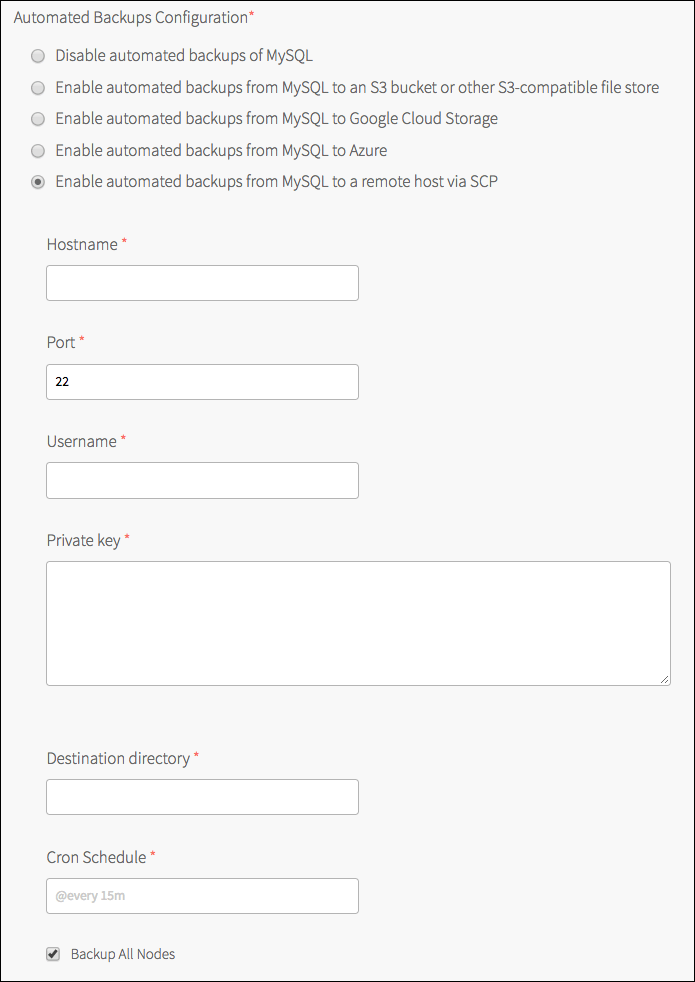 Automated Backups Configuration*
Disable automated backups of MySQL
Enable automated backups from MySQL to an S3 bucket or other S3-compatible file store
Enable automated backups from MySQL to Google Cloud Storage
Enable automated backups from MySQL to Azure
Enable automated backups from MySQL to a remote host via SCP
Hostname *
Port *
22
Username *
Private key *
Destination directory *
Cron Schedule *
@every 15m
Backup All Nodes